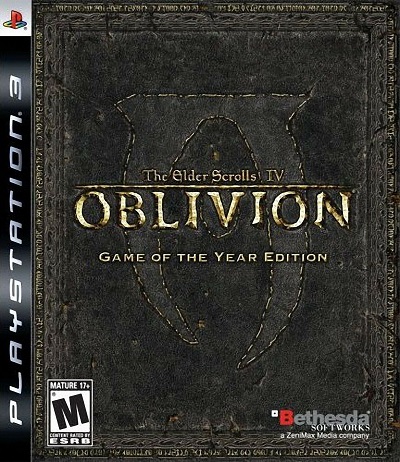 PLAYSTATION 3
The Elder Scrolls IV
OBLIVION
GAME OF THE YEAR EDITION
MATURE 17+
M
CONTENT RATED BY
ESRB
Bethesda
SOFTWORKS
a ZeniMax Media company